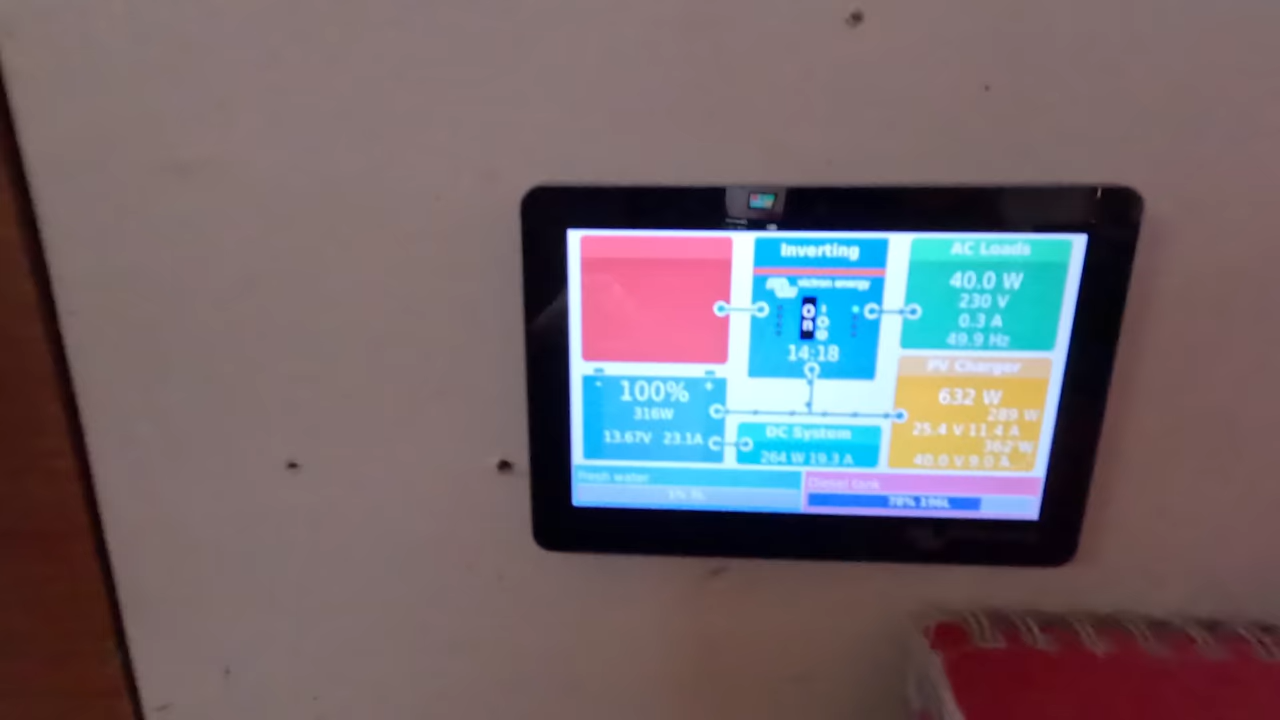 Inverting
victron energy
on
14:18
AC Loads
40.0 W
230 V
0.3 A
49.9 Hz
- +
100%
316W
13.67V 23.1A
DC System
264 W 19.3 A
PV Charger
632 W
289 W
25.4 V 11.4 A
362 W
40.0 V 9.0 A...
Fresh water
Diesel tank
78% 196L